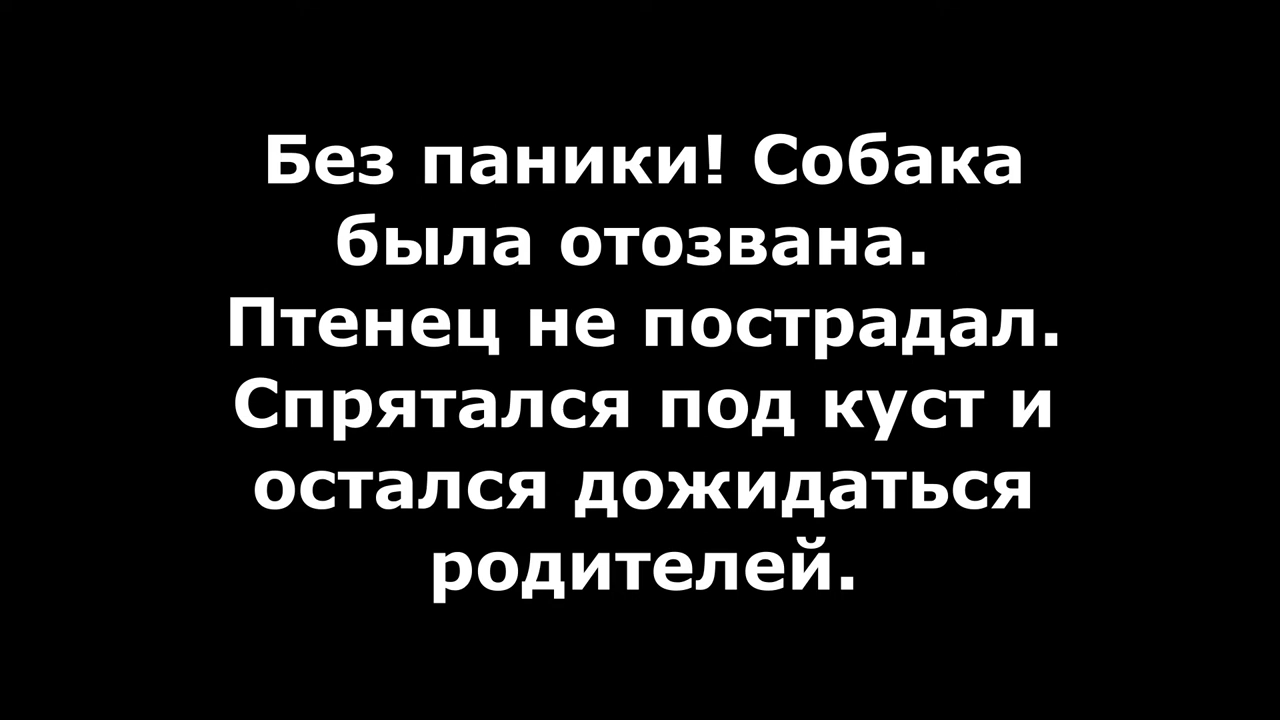 Без паники! Собака
была отозвана.
Птенец не пострадал.
Спрятался под куст и
остался дожидаться
родителей.